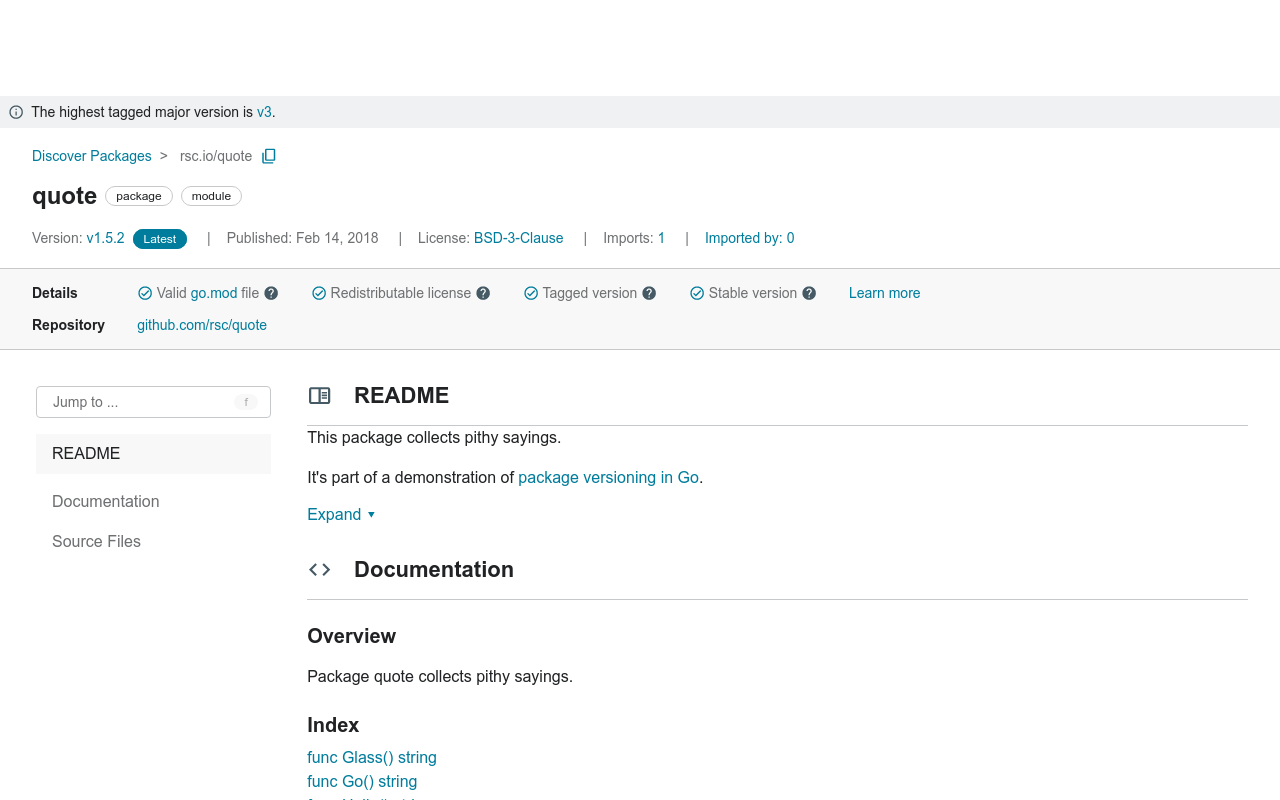 The highest tagged major version is v3.
Discover Packages > rsc.io/quote
quote package module
Version: v1.5.2 Latest | Published: Feb 14, 2018 | License: BSD-3-Clause | Imports: 1 | Imported by: 0
Details Valid go.mod file Redistributable license Tagged version Stable version Learn more
Repository github.com/rsc/quote
Jump to ... f
README
Documentation
Source Files
README
This package collects pithy sayings.
It's part of a demonstration of package versioning in Go.
Expand
Documentation
Overview
Package quote collects pithy sayings.
Index
func Glass() string
func Go() string